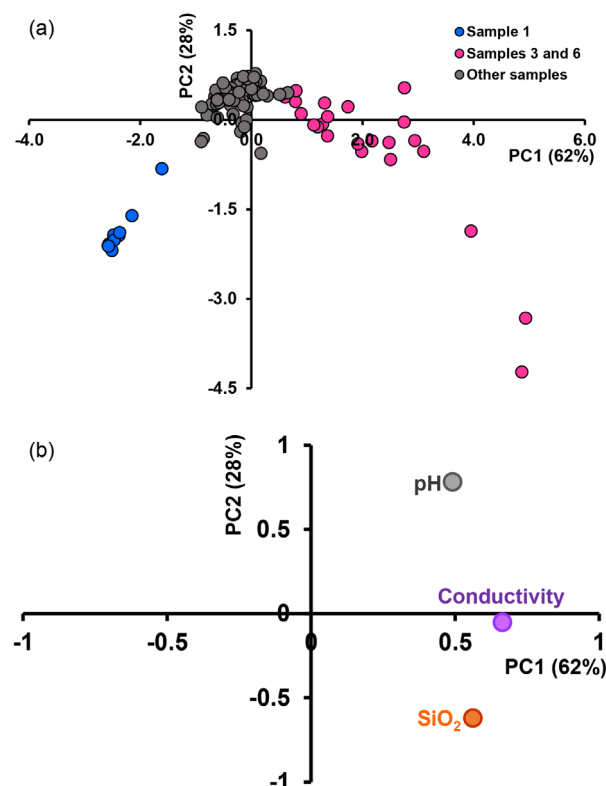 (a)
PC2 (28%)
1.5
Sample 1
Samples 3 and 6
Other samples
-4.0
-2.0
0.0
0.0
2.0
4.0
6.0
PC1 (62%)
-1.5
-3.0
-4.5
(b)
PC2 (28%)
1
pH
0.5
Conductivity
0
-1
-0.5
0
0.5
1
PC1 (62%)
-0.5
SiO₂
-1